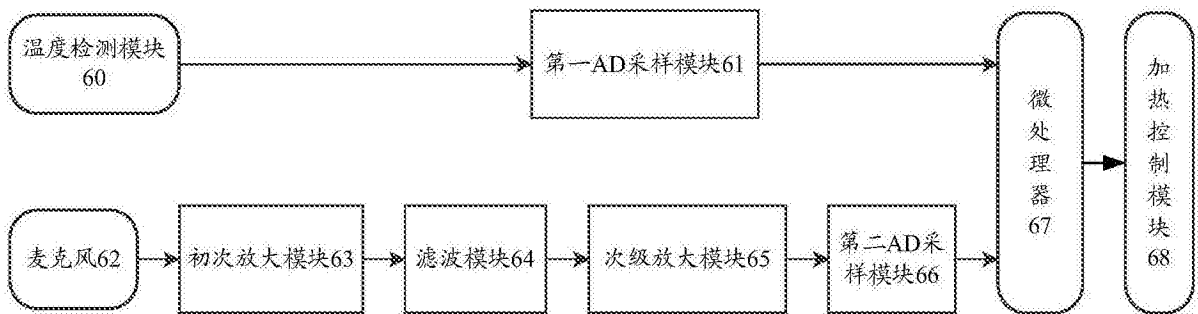 温度检测模块
60
第一AD采样模块61
麦克风62
初次放大模块63
滤波模块64
次级放大模块65
第二AD采
样模块66
微
处
理
器
67
加
热
控
制
模
块
68